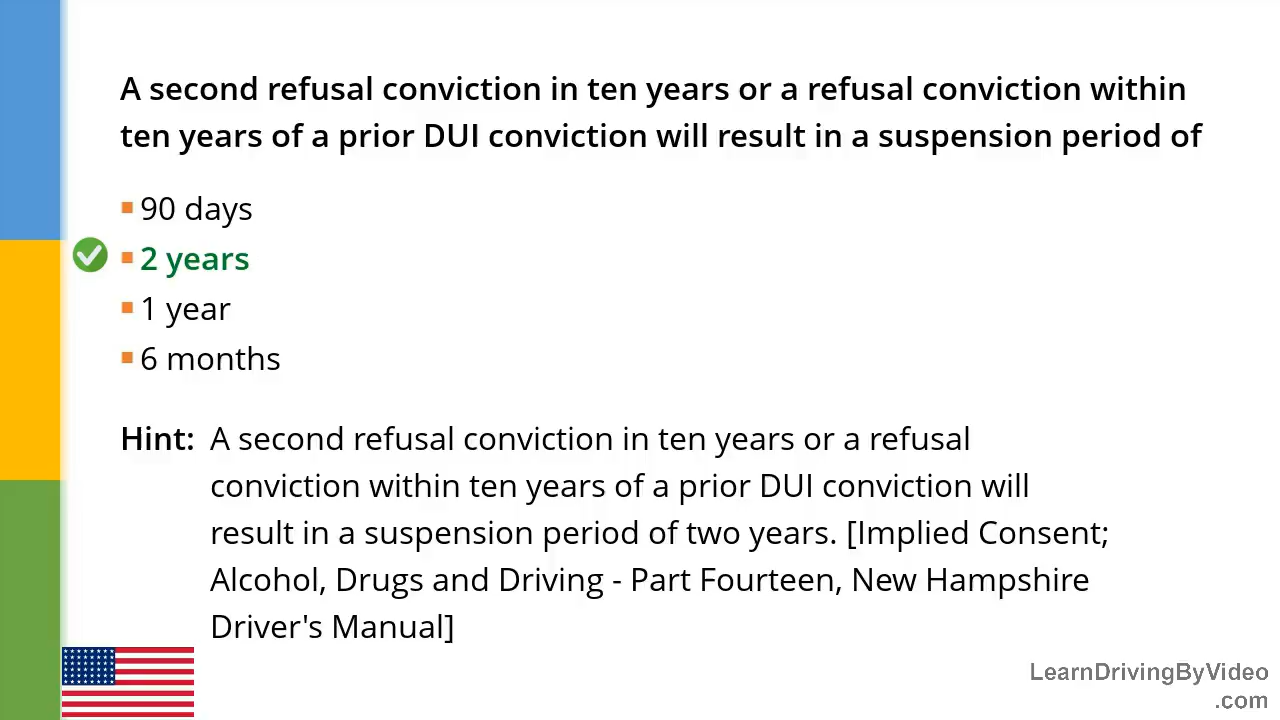 A second refusal conviction in ten years or a refusal conviction within
ten years of a prior DUI conviction will result in a suspension period of
90 days
2 years
1 year
6 months
Hint: A second refusal conviction in ten years or a refusal
conviction within ten years of a prior DUI conviction will
result in a suspension period of two years. [Implied Consent;
Alcohol, Drugs and Driving - Part Fourteen, New Hampshire
Driver's Manual]
LearnDrivingByVideo
.com